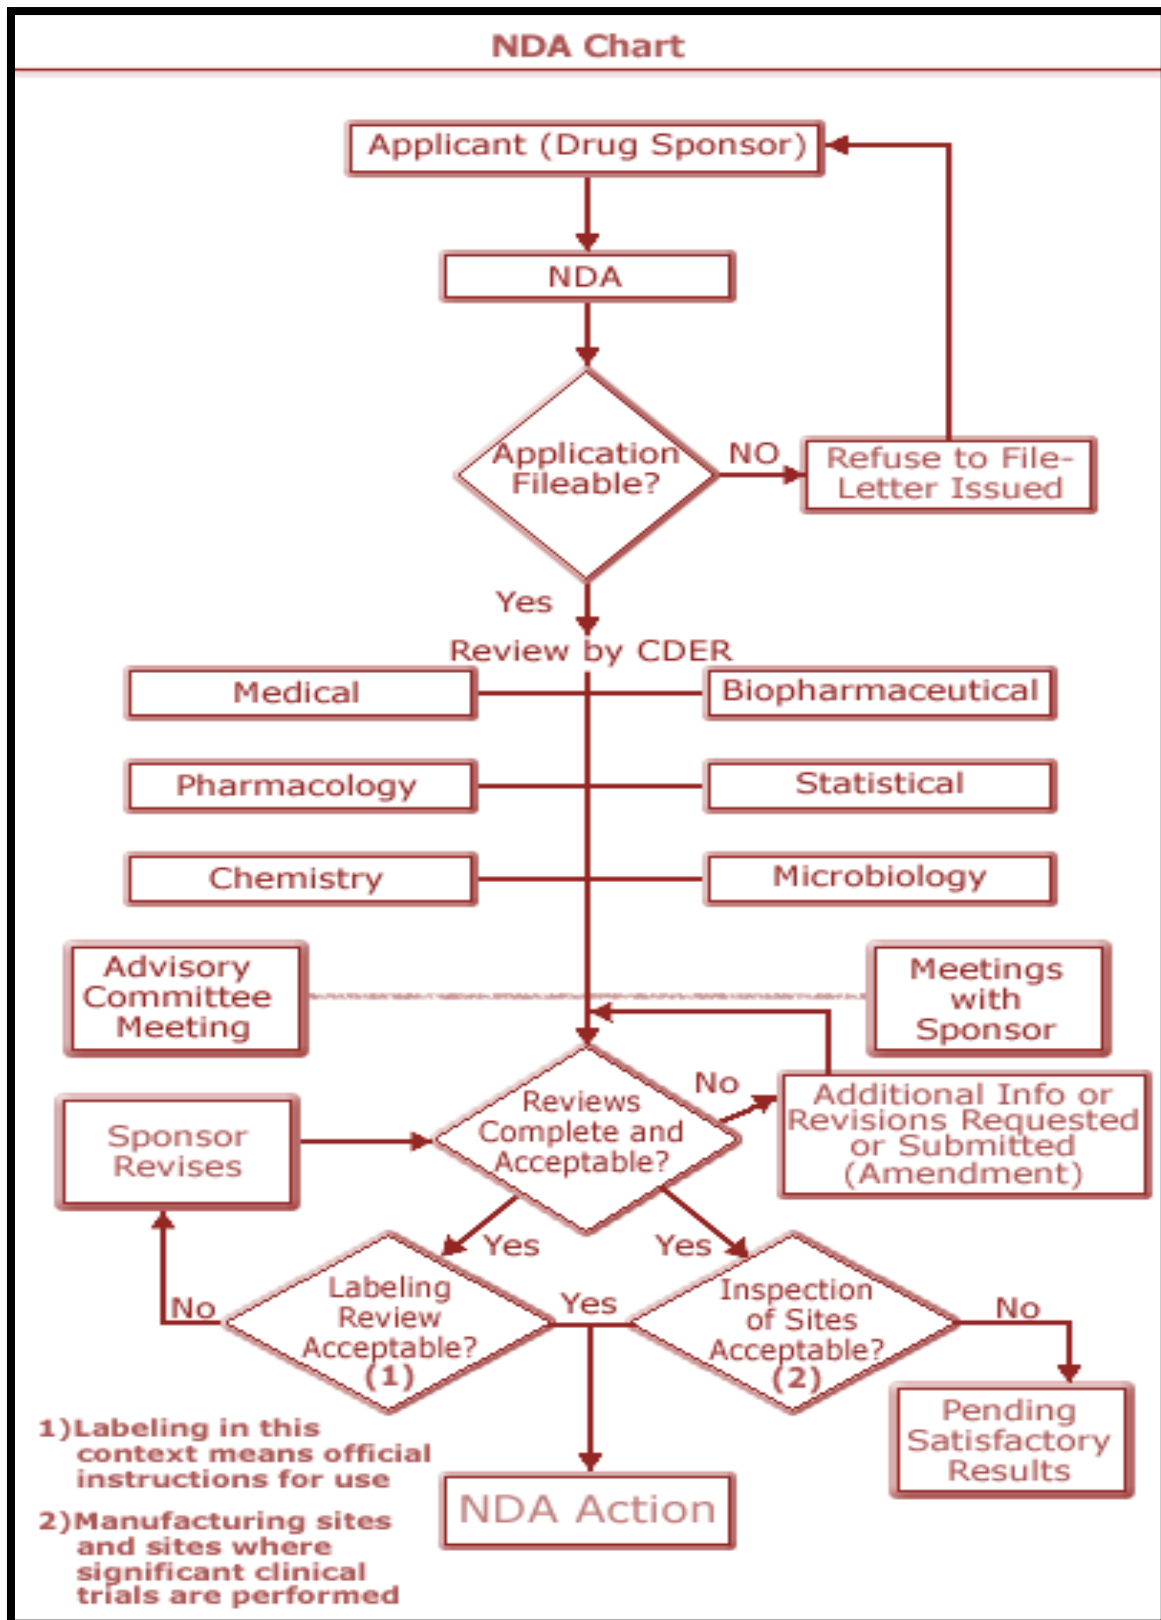 NDA Chart
Applicant (Drug Sponsor)
NDA
Application
Fileable?
NO
Refuse to File-
Letter Issued
Yes
Review by CDER
Medical
Biopharmaceutical
Pharmacology
Statistical
Chemistry
Microbiology
Advisory
Committee
Meeting
Meetings
with
Sponsor
Reviews
Complete and
Acceptable?
No
Additional Info or
Revisions Requested
or Submitted
(Amendment)
Sponsor
Revises
Yes
Yes
No
Labeling
Review
Acceptable?
(1)
Yes
Inspection
of Sites
Acceptable?
(2)
No
Pending
Satisfactory
Results
NDA Action
1)Labeling in this
context means official
instructions for use
2)Manufacturing sites
and sites where
significant clinical
trials are performed